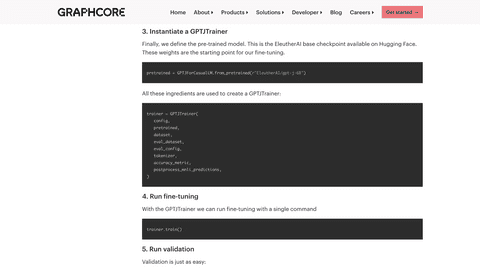 GRAPHCORE
Home About Products Solutions Developer Blog Careers Get started →
3. Instantiate a GPTJTrainer
Finally, we define the pre-trained model. This is the EleutherAI base checkpoint available on Hugging Face.
These weights are the starting point for our fine-tuning.
pretrained = GPTJForCausalLM.from_pretrained("EleutherAI/gpt-j-6B")
All these ingredients are used to create a GPTJTrainer:
trainer = GPTJTrainer(
config,
pretrained,
dataset,
eval_dataset,
eval_config,
tokenizer,
accuracy_metric,
postprocess_mnli_predictions,
)
4. Run fine-tuning
With the GPTJTrainer we can run fine-tuning with a single command
trainer.train()
5. Run validation
Validation is just as easy: